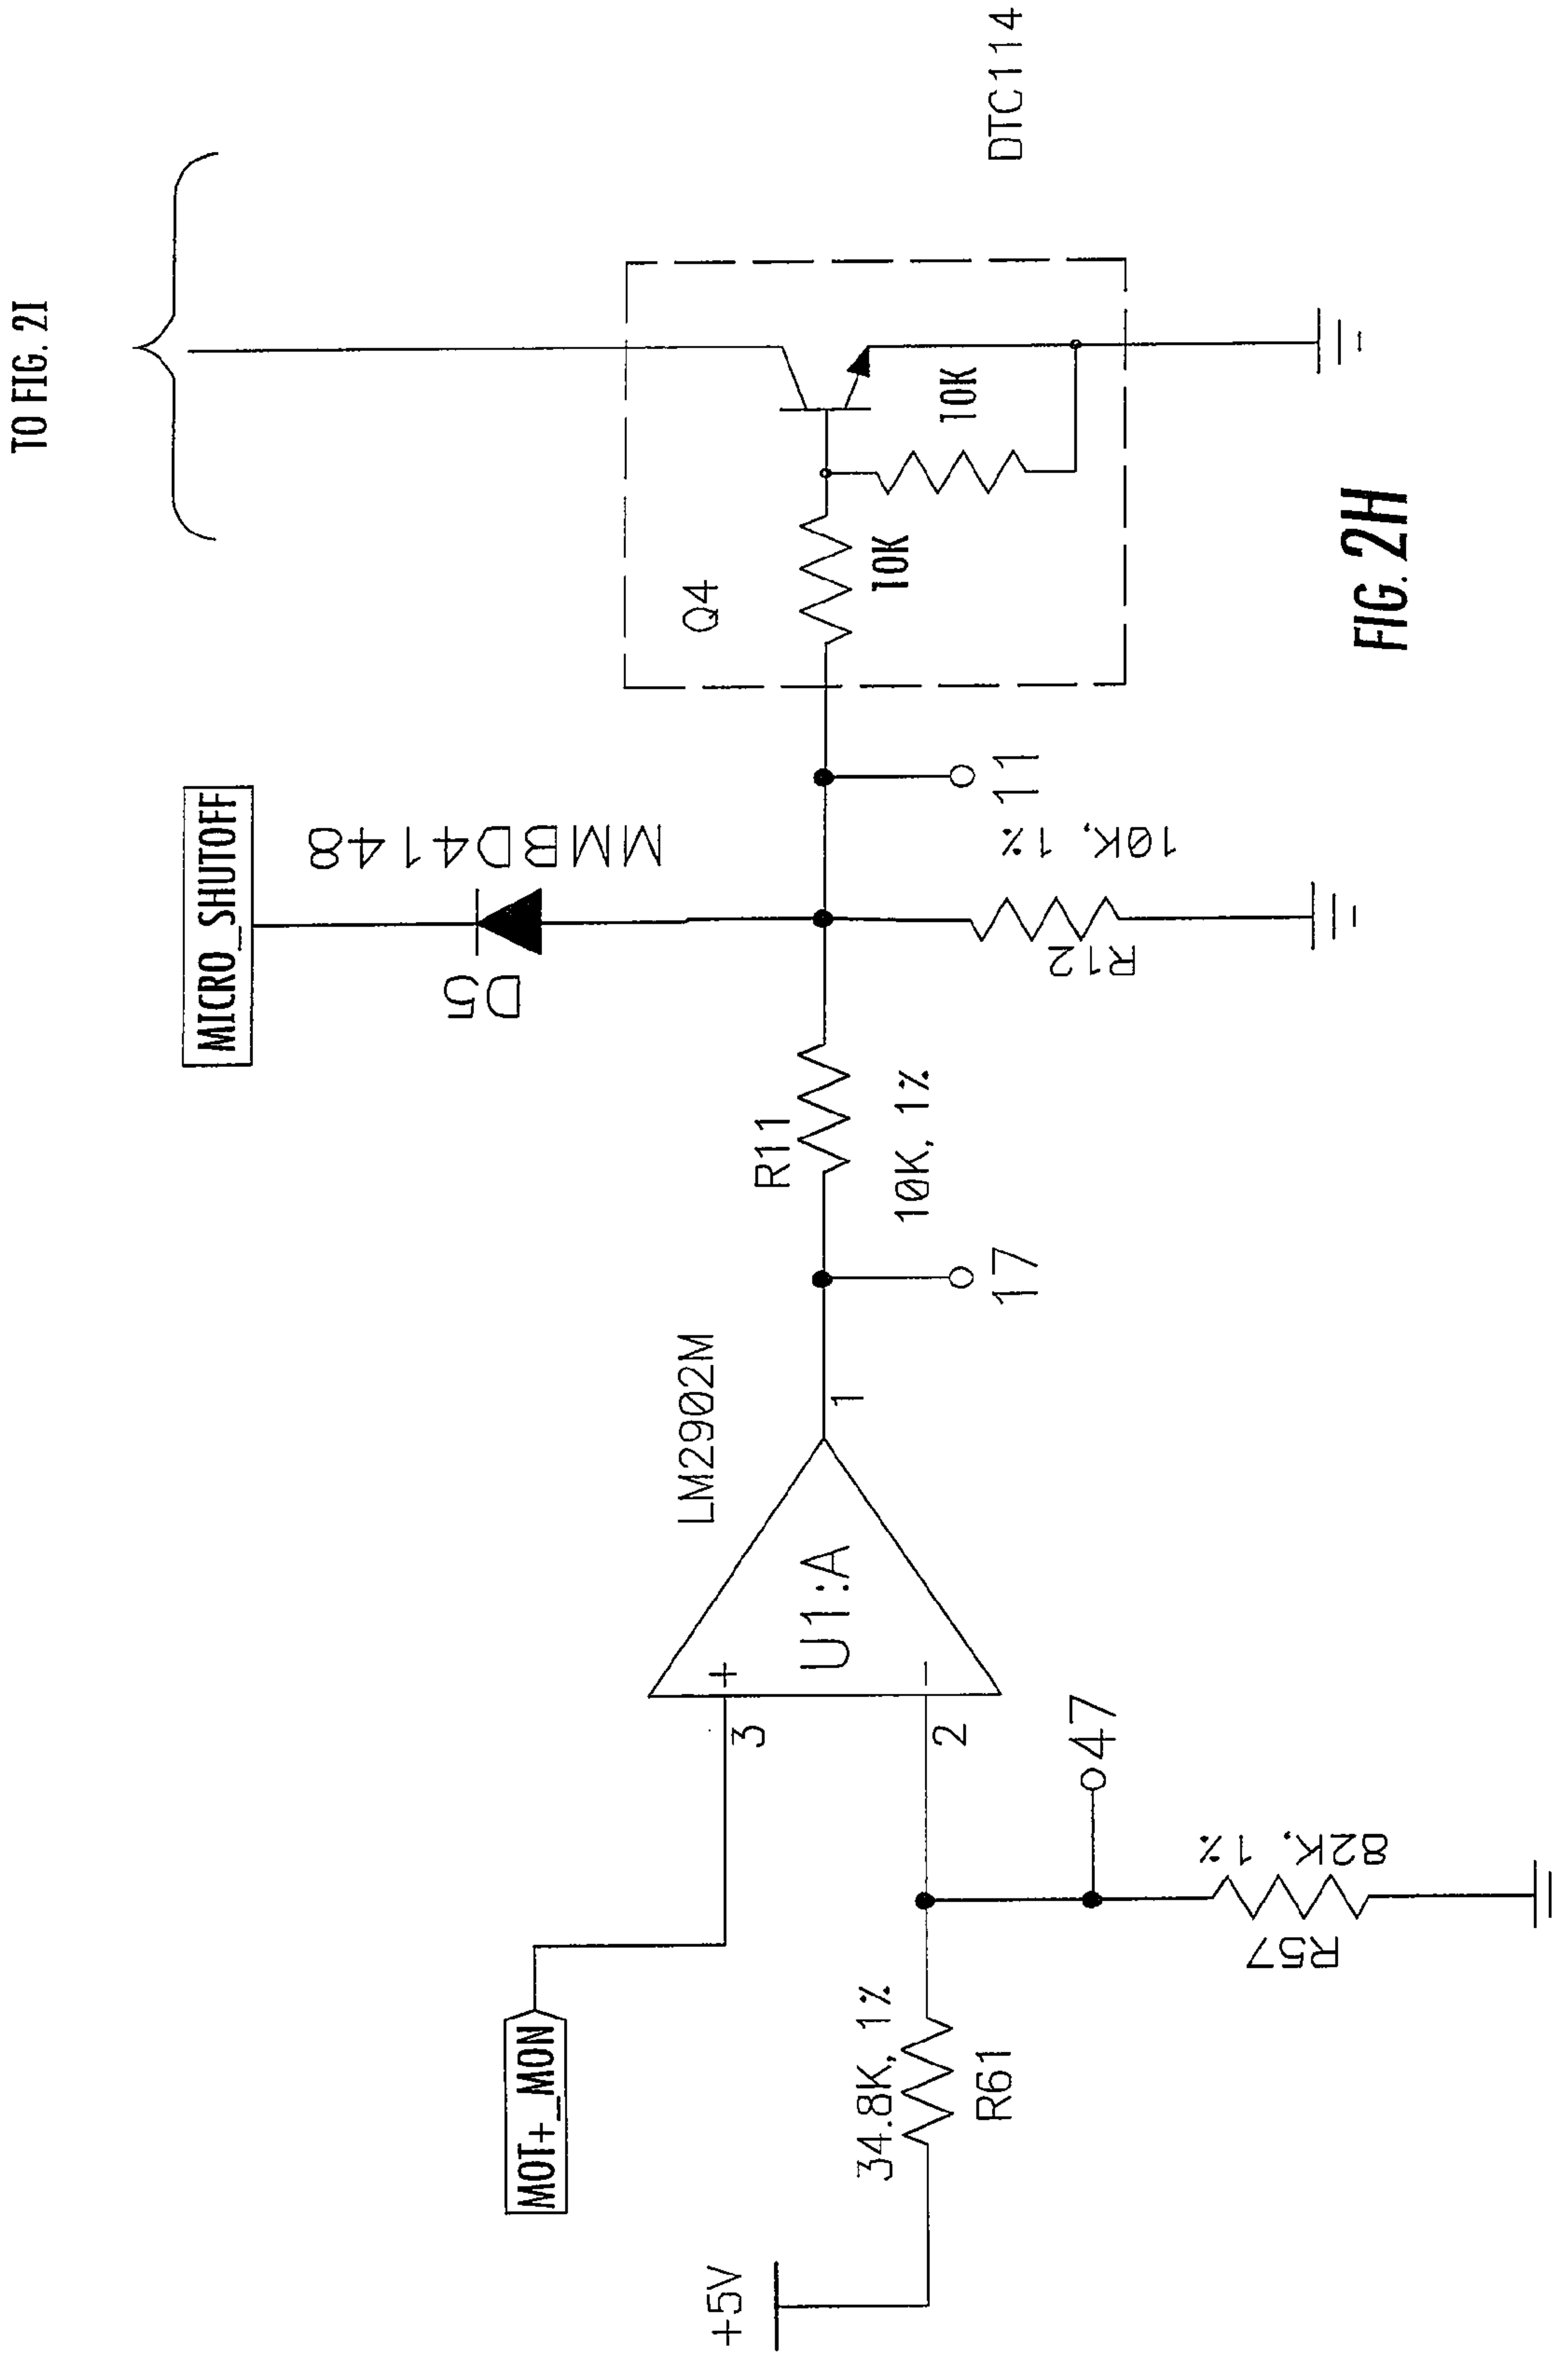 TO FIG. 2I
MICRO_SHUTOFF
D5
MMBD4148
MOT+_MON
LM2902M
3
+
U1:A
−
2
1
17
R11
10K, 1%
R12
10K, 1%
11
Q4
10K
10K
DTC114
+5V
34.8K, 1%
R61
47
R57
82K, 1%
FIG. 2H